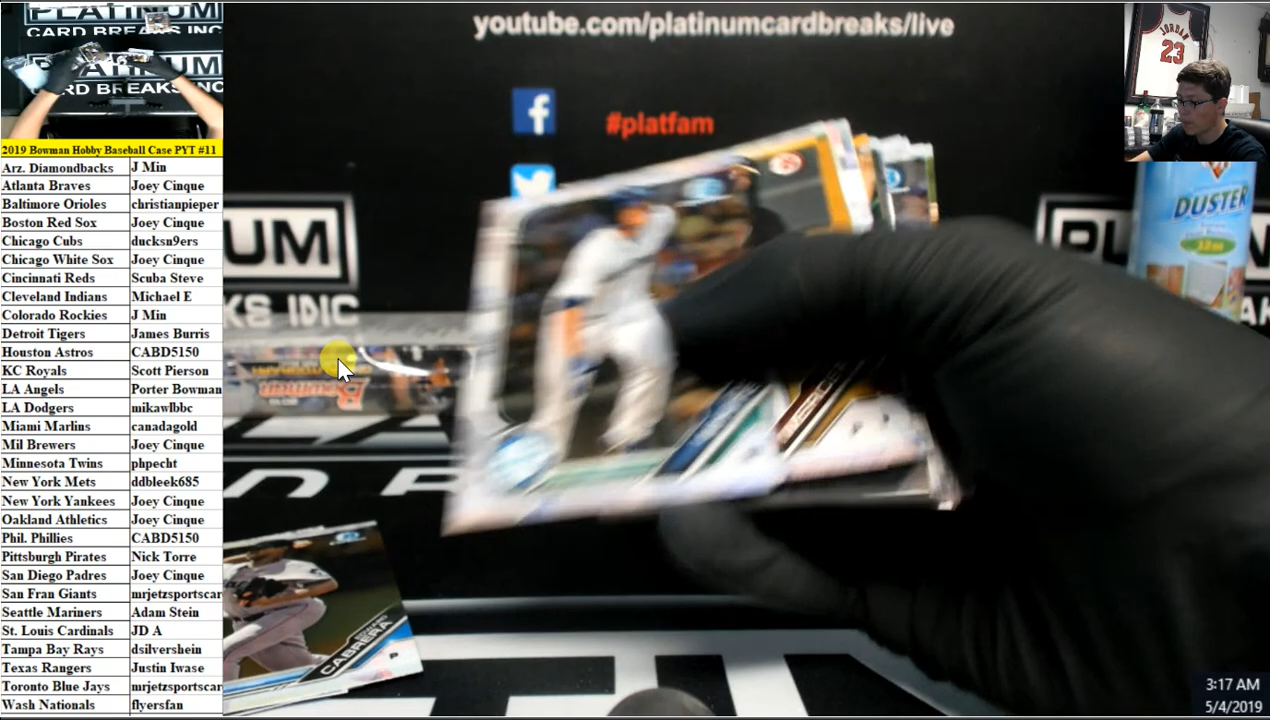 youtube.com/platinumcardbreaks/live
#platfam
JORDAN
23
PLATINUM
CARD BREAKS INC
PLATINUM
CARD BREAKS INC
2019 Bowman Hobby Baseball Case PYT #11
Arz. Diamondbacks J Min
Atlanta Braves Joey Cinque
Baltimore Orioles christianpieper
Boston Red Sox Joey Cinque
Chicago Cubs ducksn9ers
Chicago White Sox Joey Cinque
Cincinnati Reds Scuba Steve
Cleveland Indians Michael E
Colorado Rockies J Min
Detroit Tigers James Burris
Houston Astros CABD5150
KC Royals Scott Pierson
LA Angels Porter Bowman
LA Dodgers mikawlbbc
Miami Marlins canadagold
Mil Brewers Joey Cinque
Minnesota Twins phpecht
New York Mets ddbleek685
New York Yankees Joey Cinque
Oakland Athletics Joey Cinque
Phil. Phillies CABD5150
Pittsburgh Pirates Nick Torre
San Diego Padres Joey Cinque
San Fran Giants mrjetzsportscar
Seattle Mariners Adam Stein
St. Louis Cardinals JD A
Tampa Bay Rays dsilvershein
Texas Rangers Justin Iwase
Toronto Blue Jays mrjetzsportscar
Wash Nationals flyersfan
DUSTER
Bowman
CABRERA
P
3:17 AM
5/4/2019